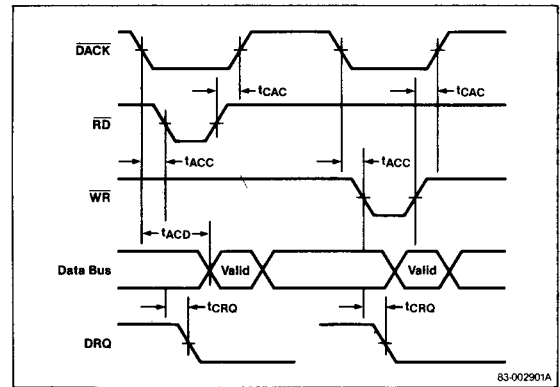 DACK
tCAC
tCAC
RD
tACC
tACC
WR
tACD
Data Bus
Valid
Valid
tCRQ
tCRQ
DRQ
83-002901A